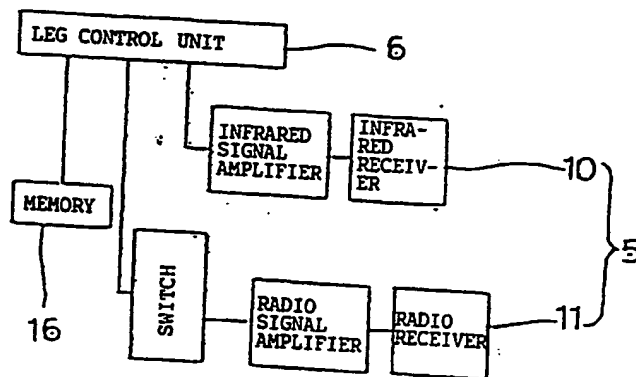 LEG CONTROL UNIT
6
INFRARED
SIGNAL
AMPLIFIER
INFRA-
RED
RECEIV-
ER
10
MEMORY
16
SWITCH
RADIO
SIGNAL
AMPLIFIER
RADIO
RECEIVER
11
5